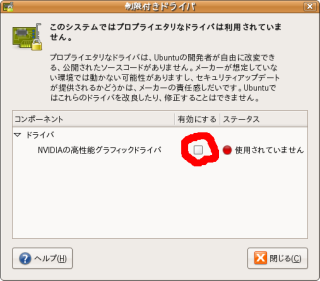 制限付きドライバ
このシステムではプロプライエタリなドライバは利用されていま
せん。
プロプライエタリなドライバは、Ubuntuの開発者が自由に改変でき
る、公開されたソースコードがありません。メーカーが想定していな
い環境では動かない可能性がありますし、セキュリティアップデート
が提供されるかどうかは、メーカーの責任感しだいです。Ubuntuで
はこれらのドライバを改良したり、修正することはできません。
コンポーネント 有効にする ステータス
ドライバ
NVIDIAの高性能グラフィックドライバ 使用されていません
ヘルプ(H) 閉じる(C)